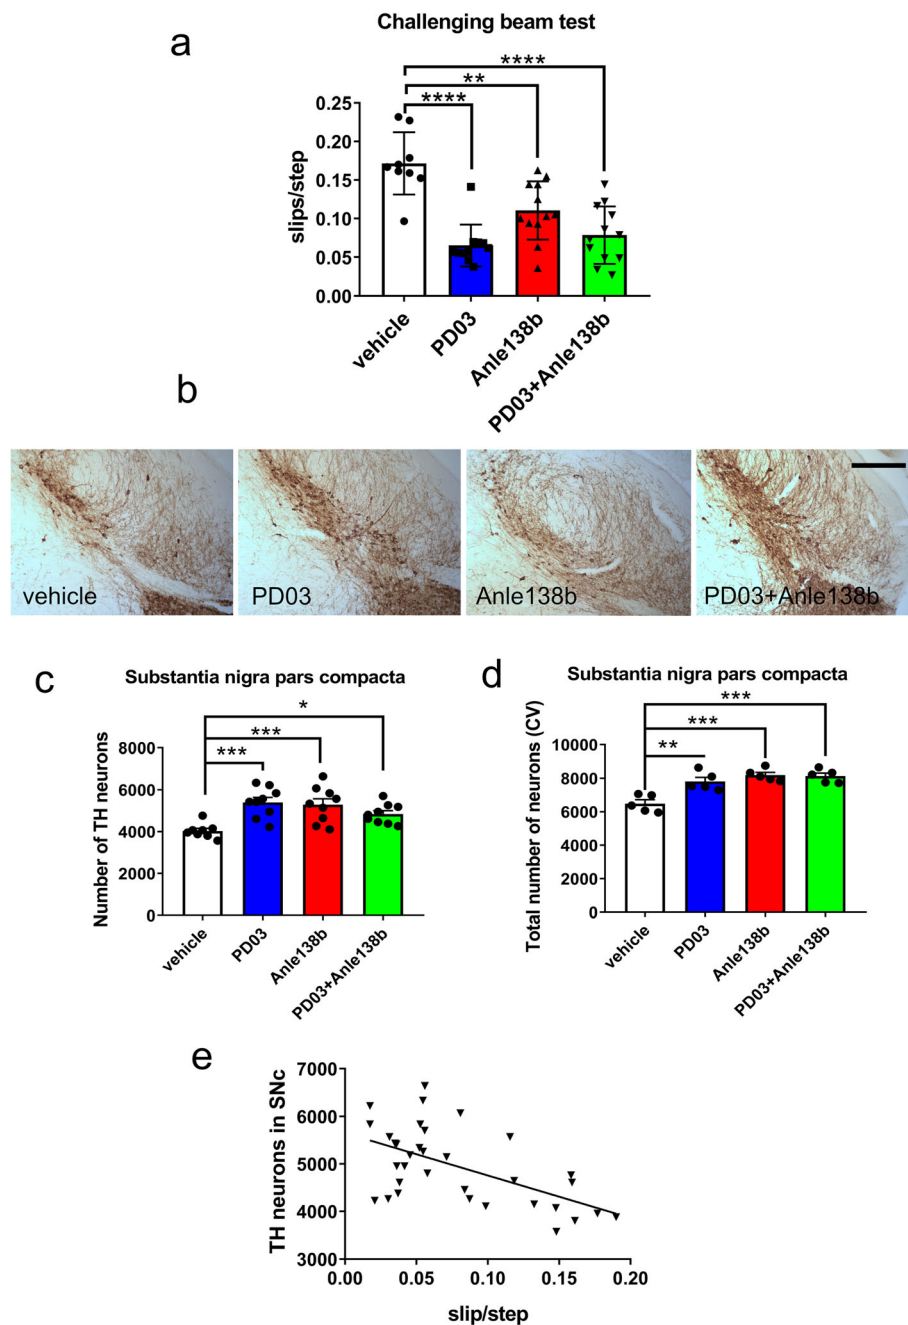 a
Challenging beam test
****
**
****
slips/step
0.25
0.20
0.15
0.10
0.05
0.00
vehicle
PD03
Anle138b
PD03+Anle138b
b
vehicle
PD03
Anle138b
PD03+Anle138b
c
Substantia nigra pars compacta
*
***
***
Number of TH neurons
8000
6000
4000
2000
0
vehicle
PD03
Anle138b
PD03+Anle138b
d
Substantia nigra pars compacta
***
***
**
Total number of neurons (CV)
10000
8000
6000
4000
2000
0
vehicle
PD03
Anle138b
PD03+Anle138b
e
TH neurons in SNc
7000
6000
5000
4000
3000
0.00
0.05
0.10
0.15
0.20
slip/step